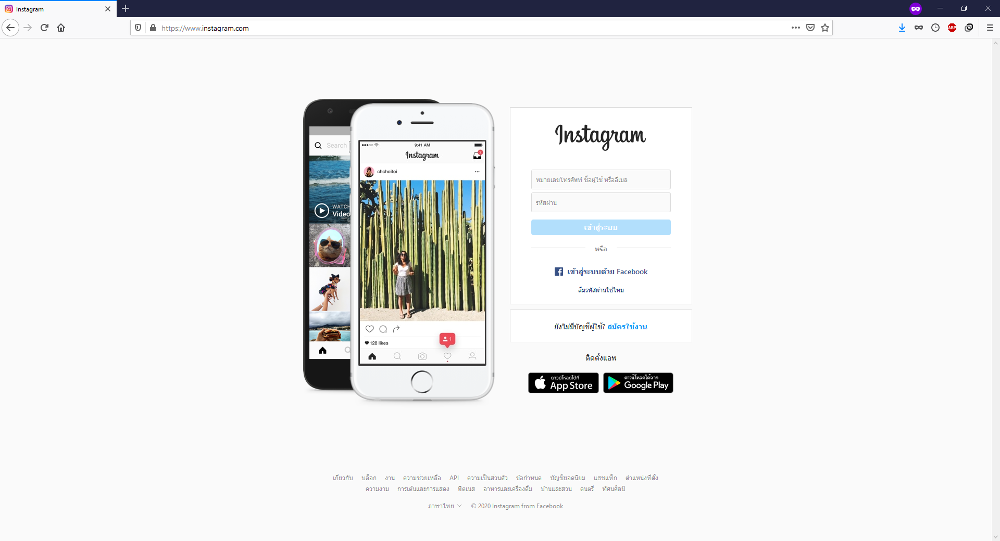 Instagram
https://www.instagram.com
ABP
Search
WATCH
Video
9:41 AM
Instagram
2
chchoitoi
128 likes
1
Instagram
หมายเลขโทรศัพท์ ชื่อผู้ใช้ หรืออีเมล
รหัสผ่าน
เข้าสู่ระบบ
หรือ
เข้าสู่ระบบด้วย Facebook
ลืมรหัสผ่านใช่ไหม
ยังไม่มีบัญชีผู้ใช้? สมัครใช้งาน
ติดตั้งแอพ
ดาวน์โหลดได้ที่
App Store
ดาวน์โหลดได้จาก
Google Play
เกี่ยวกับ บล็อก งาน ความช่วยเหลือ API ความเป็นส่วนตัว ข้อกำหนด บัญชียอดนิยม แฮชแท็ก ตำแหน่งที่ตั้ง
ความงาม การเต้นและการแสดง ฟิตเนส อาหารและเครื่องดื่ม บ้านและสวน ดนตรี ทัศนศิลป์
ภาษาไทย © 2020 Instagram from Facebook